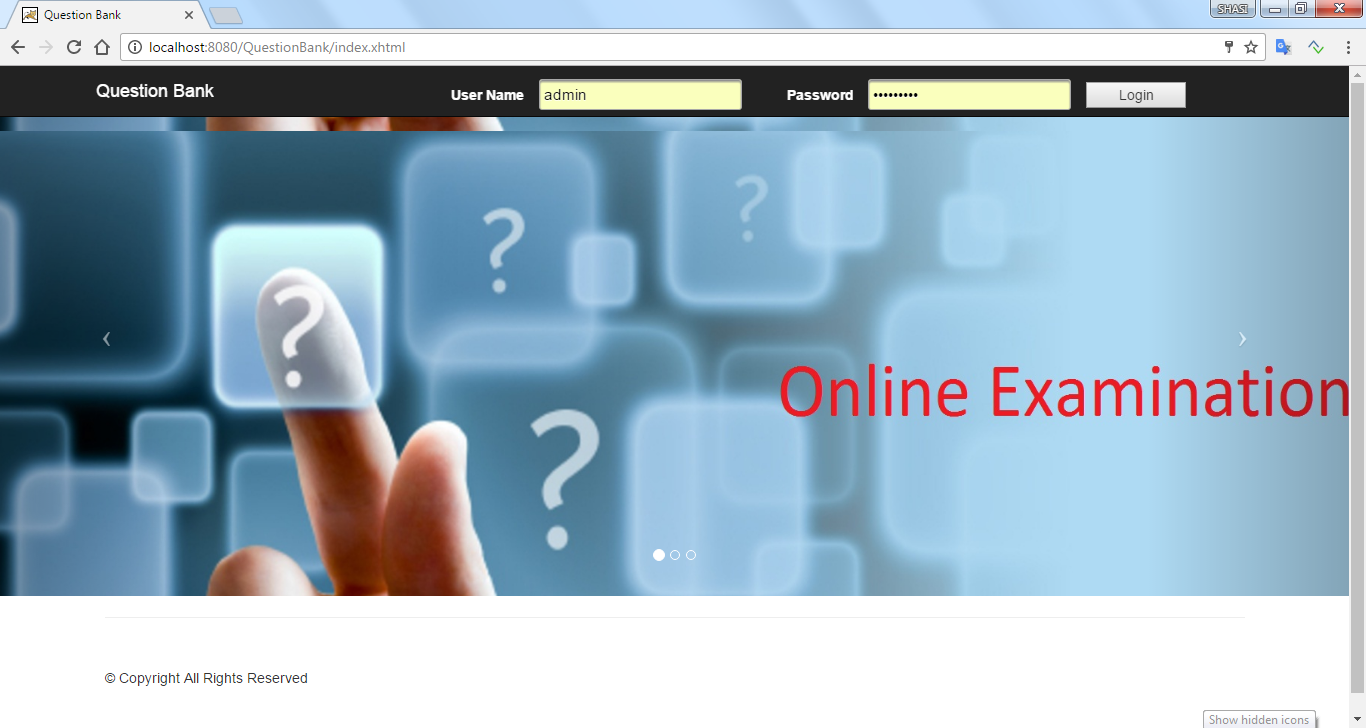 Question Bank
SHASI
localhost:8080/QuestionBank/index.xhtml
Question Bank User Name admin Password ••••••••• Login
? ? ? ?
Online Examination
© Copyright All Rights Reserved
Show hidden icons